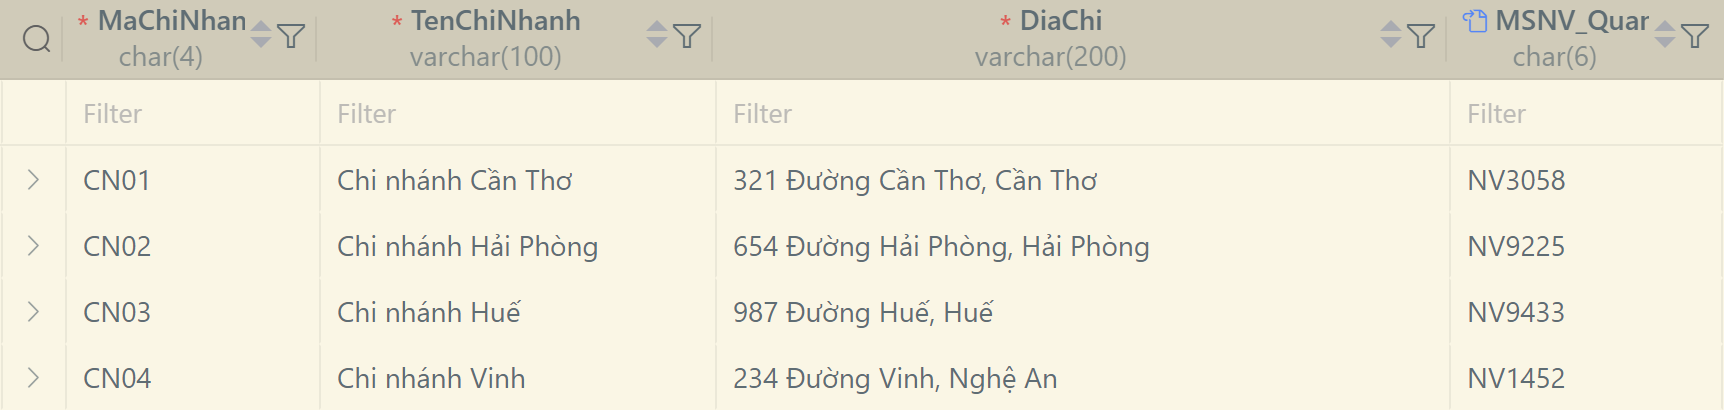 * MaChiNhan * TenChiNhanh * DiaChi MSNV_Quar
char(4) varchar(100) varchar(200) char(6)
Filter Filter Filter Filter
CN01 Chi nhánh Cần Thơ 321 Đường Cần Thơ, Cần Thơ NV3058
CN02 Chi nhánh Hải Phòng 654 Đường Hải Phòng, Hải Phòng NV9225
CN03 Chi nhánh Huế 987 Đường Huế, Huế NV9433
CN04 Chi nhánh Vinh 234 Đường Vinh, Nghệ An NV1452